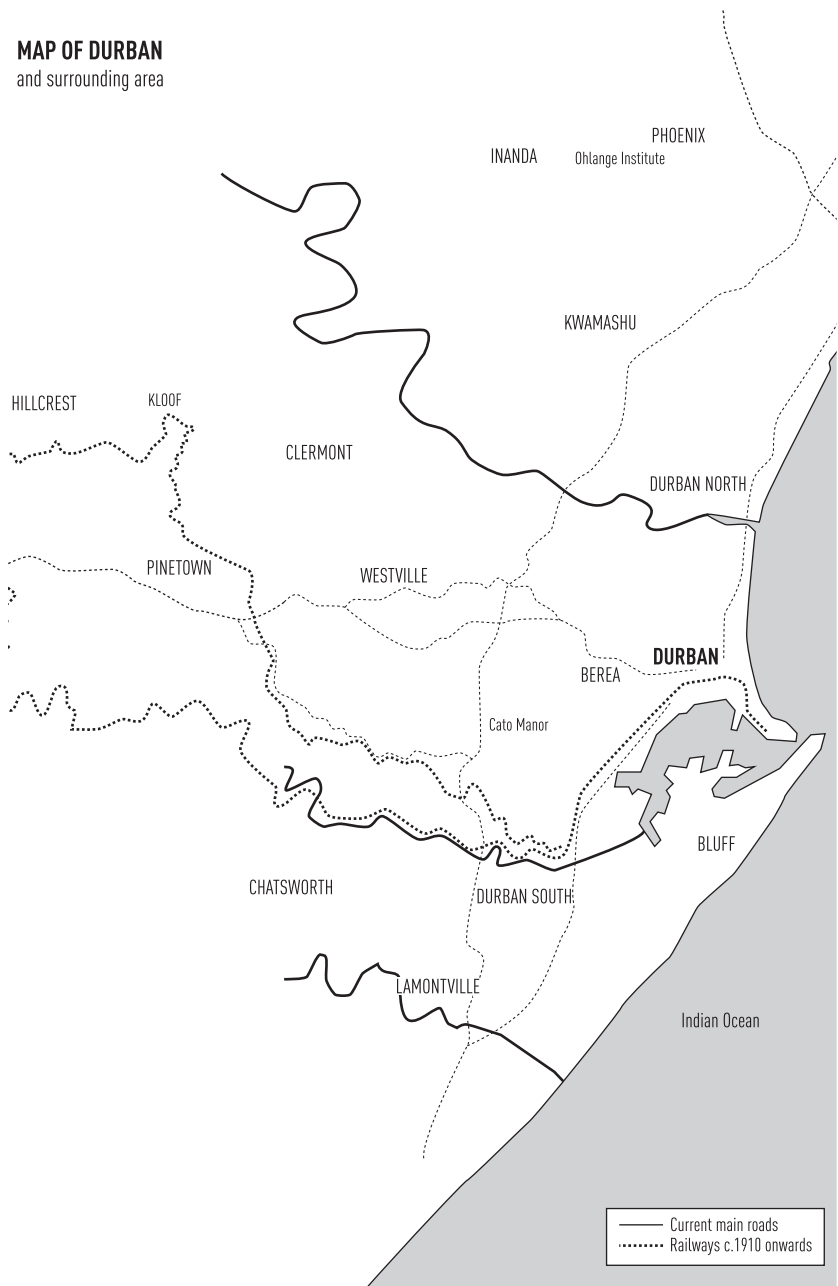 MAP OF DURBAN
and surrounding area
PHOENIX
INANDA
Ohlange Institute
KWAMASHU
HILLCREST
KLOOF
CLERMONT
DURBAN NORTH
PINETOWN
WESTVILLE
DURBAN
BEREA
Cato Manor
BLUFF
CHATSWORTH
DURBAN SOUTH
LAMONTVILLE
Indian Ocean
Current main roads
Railways c.1910 onwards